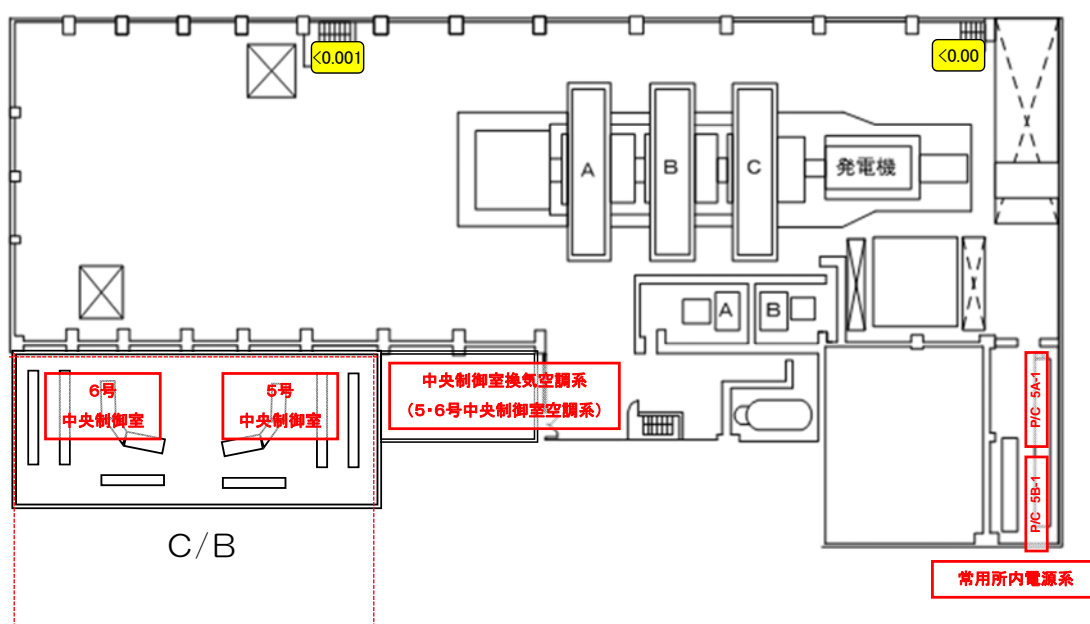 <0.001
<0.00
A
B
C
発電機
A
B
6号
中央制御室
5号
中央制御室
中央制御室換気空調系
(5・6号中央制御室空調系)
P/C 5A-1
P/C 5B-1
C/B
常用所内電源系